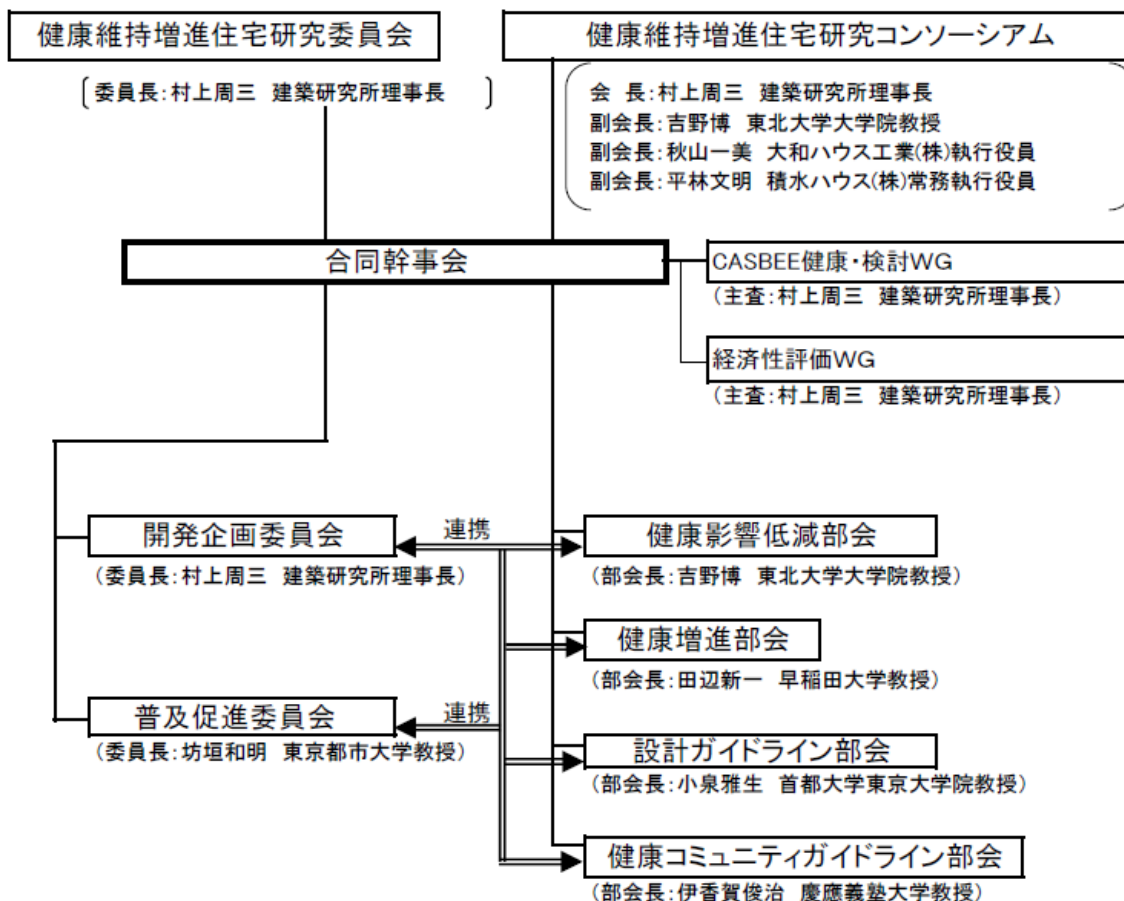 健康維持増進住宅研究委員会
〔委員長:村上周三 建築研究所理事長 〕
健康維持増進住宅研究コンソーシアム
会 長:村上周三 建築研究所理事長
副会長:吉野博 東北大学大学院教授
副会長:秋山一美 大和ハウス工業(株)執行役員
副会長:平林文明 積水ハウス(株)常務執行役員
合同幹事会
CASBEE健康・検討WG
(主査:村上周三 建築研究所理事長)
経済性評価WG
(主査:村上周三 建築研究所理事長)
開発企画委員会
(委員長:村上周三 建築研究所理事長)
連携
健康影響低減部会
(部会長:吉野博 東北大学大学院教授)
健康増進部会
(部会長:田辺新一 早稲田大学教授)
普及促進委員会
(委員長:坊垣和明 東京都市大学教授)
連携
設計ガイドライン部会
(部会長:小泉雅生 首都大学東京大学院教授)
健康コミュニティガイドライン部会
(部会長:伊香賀俊治 慶應義塾大学教授)